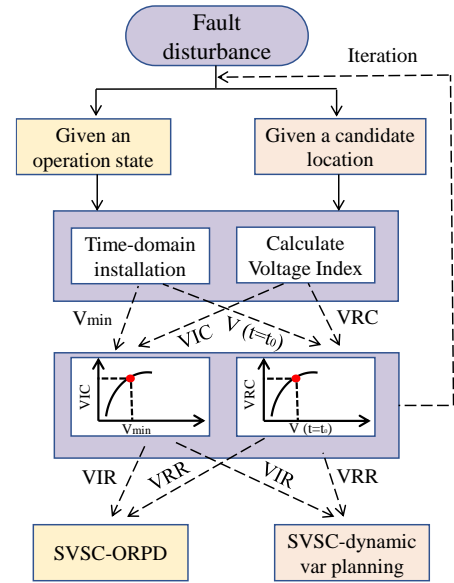 Fault
disturbance
Iteration
Given an
operation state
Given a candidate
location
Time-domain
installation
Calculate
Voltage Index
Vmin
VIC
V (t=t0)
VRC
VIC
Vmin
VRC
V (t=t0)
VIR
VRR
VIR
VRR
SVSC-ORPD
SVSC-dynamic
var planning